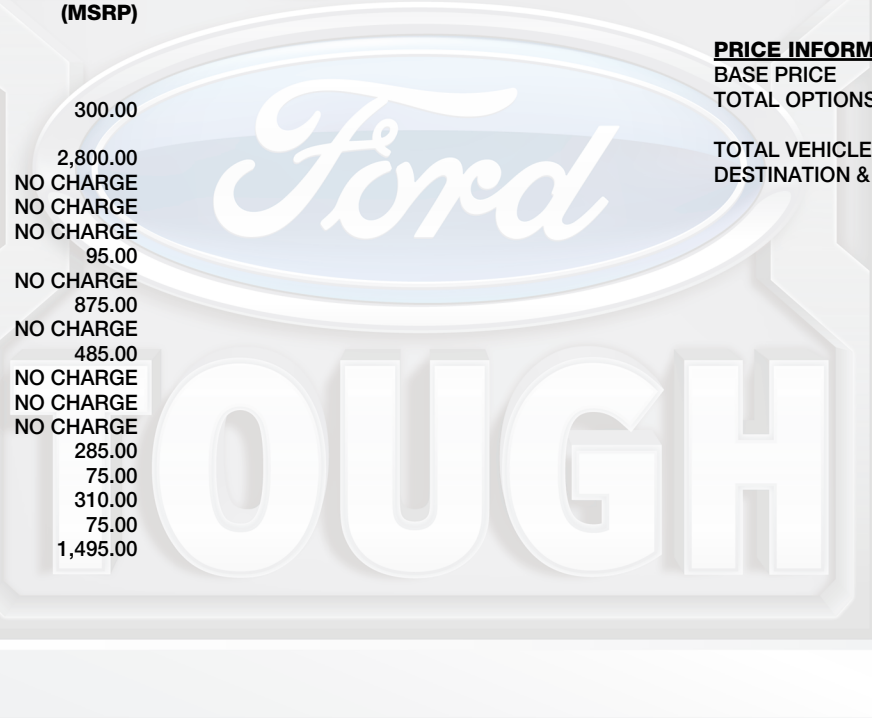 (MSRP)
300.00
2,800.00
NO CHARGE
NO CHARGE
NO CHARGE
95.00
NO CHARGE
875.00
NO CHARGE
485.00
NO CHARGE
NO CHARGE
NO CHARGE
285.00
75.00
310.00
75.00
1,495.00
PRICE INFORM
BASE PRICE
TOTAL OPTIONS
TOTAL VEHICLE
DESTINATION &
Ford
TOUGH